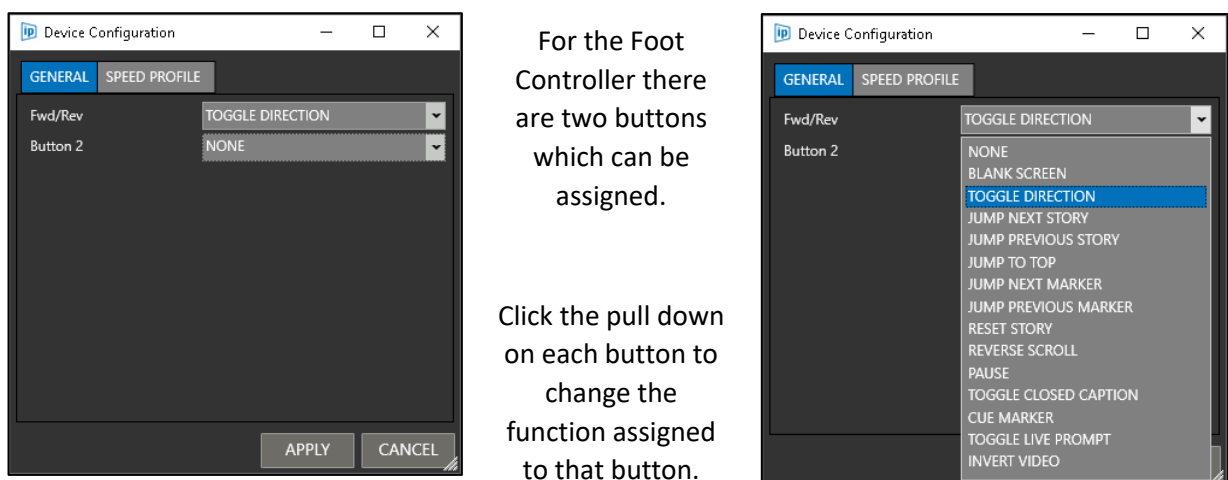 ip Device Configuration
GENERAL SPEED PROFILE
Fwd/Rev TOGGLE DIRECTION
Button 2 NONE
APPLY CANCEL
For the Foot
Controller there
are two buttons
which can be
assigned.
Click the pull down
on each button to
change the
function assigned
to that button.
ip Device Configuration
GENERAL SPEED PROFILE
Fwd/Rev TOGGLE DIRECTION
Button 2
NONE
BLANK SCREEN
TOGGLE DIRECTION
JUMP NEXT STORY
JUMP PREVIOUS STORY
JUMP TO TOP
JUMP NEXT MARKER
JUMP PREVIOUS MARKER
RESET STORY
REVERSE SCROLL
PAUSE
TOGGLE CLOSED CAPTION
CUE MARKER
TOGGLE LIVE PROMPT
INVERT VIDEO